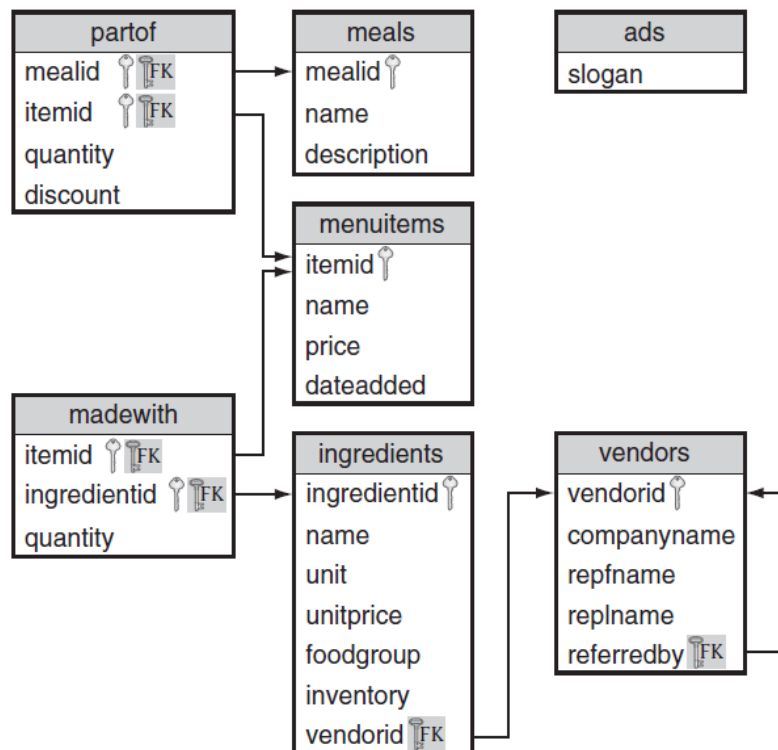 partof
mealid FK
itemid FK
quantity
discount
meals
mealid
name
description
ads
slogan
menuitems
itemid
name
price
dateadded
madewith
itemid FK
ingredientid FK
quantity
ingredients
ingredientid
name
unit
unitprice
foodgroup
inventory
vendorid FK
vendors
vendorid
companyname
repfname
replname
referredby FK